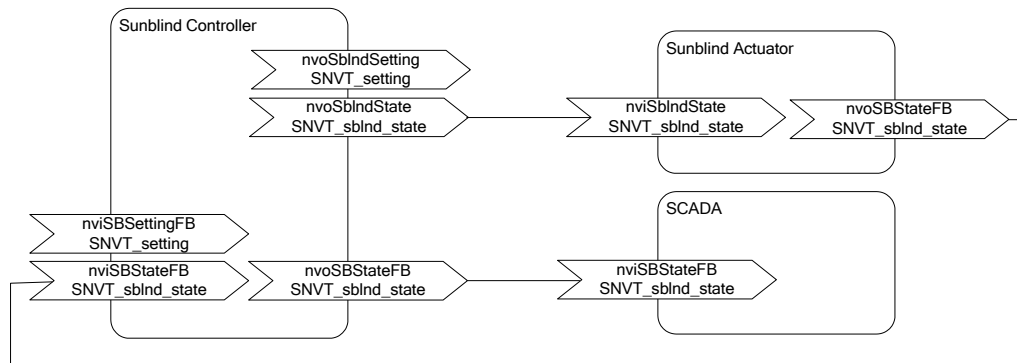 Sunblind Controller
nvoSblndSetting
SNVT_setting
nvoSblndState
SNVT_sblnd_state
nviSBSettingFB
SNVT_setting
nviSBStateFB
SNVT_sblnd_state
nvoSBStateFB
SNVT_sblnd_state
Sunblind Actuator
nviSblndState
SNVT_sblnd_state
nvoSBStateFB
SNVT_sblnd_state
SCADA
nviSBStateFB
SNVT_sblnd_state